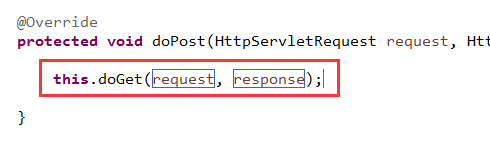 @Override
protected void doPost(HttpServletRequest request, Htt
this.doGet(request, response);
}